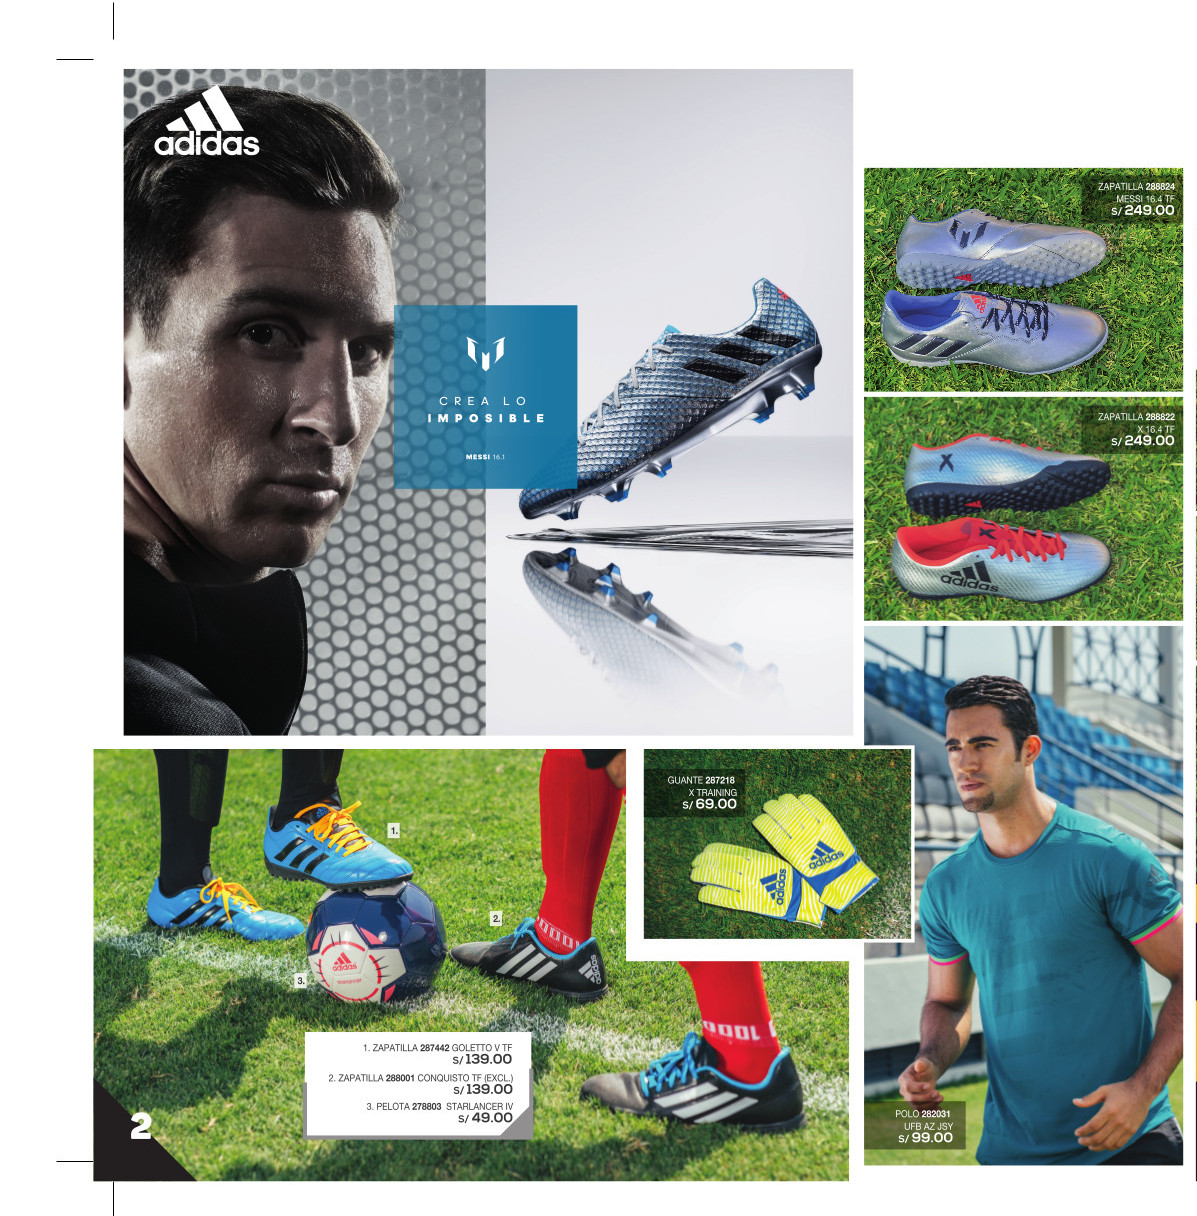 adidas
CREA LO
IMPOSIBLE
MESSI 16.1
ZAPATILLA 288824
MESSI 16.4 TF
S/ 249.00
ZAPATILLA 288822
X 16.4 TF
S/ 249.00
adidas
GUANTE 287218
X TRAINING
S/ 69.00
adidas
adidas
1.
2.
3.
adidas
adidas
1000
1000
1. ZAPATILLA 287442 GOLETTO V TF
S/ 139.00
2. ZAPATILLA 288001 CONQUISTO TF (EXCL.)
S/ 139.00
3. PELOTA 278803 STARLANCER IV
S/ 49.00
POLO 282031
UFB AZ JSY
S/ 99.00
2